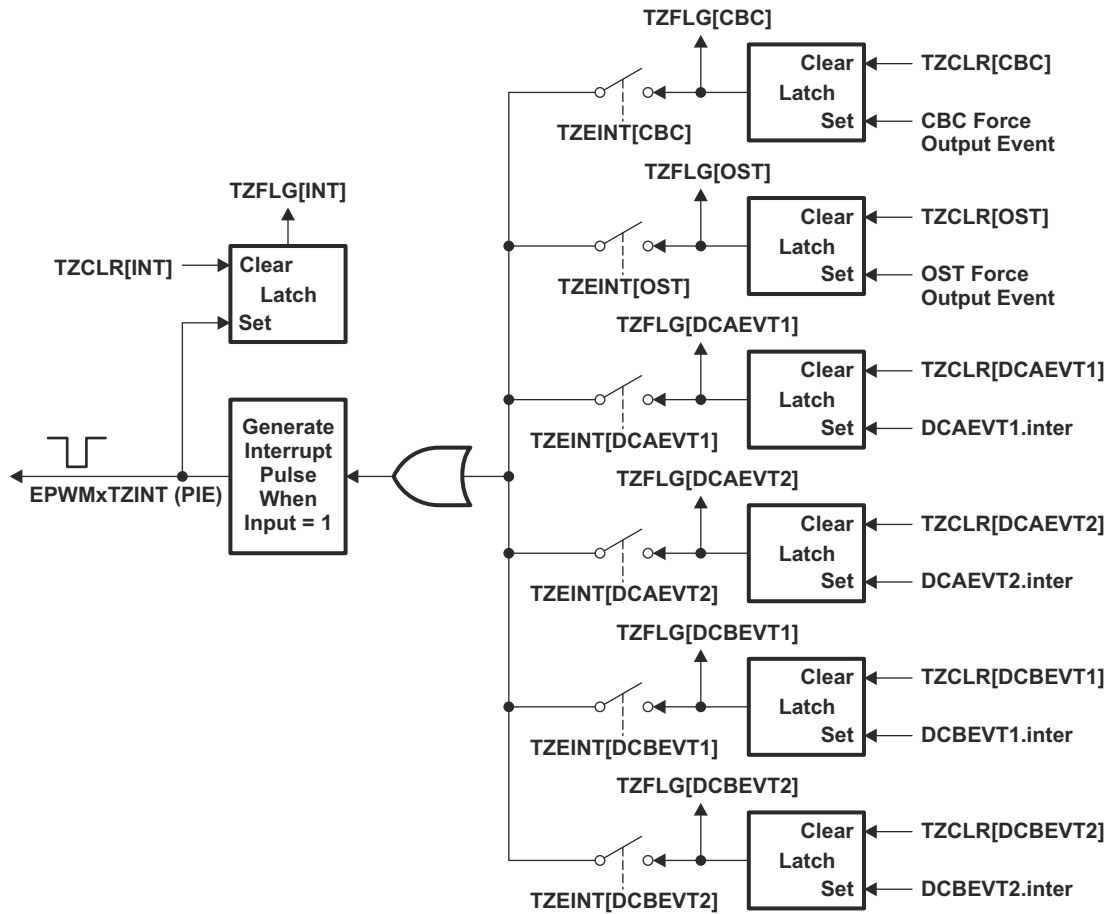 TZFLG[CBC]
Clear
TZCLR[CBC]
Latch
Set
CBC Force
Output Event
TZEINT[CBC]
TZFLG[OST]
Clear
TZCLR[OST]
Latch
Set
OST Force
Output Event
TZEINT[OST]
TZFLG[INT]
TZCLR[INT]
Clear
Latch
Set
TZFLG[DCAEVT1]
Clear
TZCLR[DCAEVT1]
Latch
Set
DCAEVT1.inter
TZEINT[DCAEVT1]
Generate
Interrupt
Pulse
When
Input = 1
EPWMxTZINT (PIE)
TZFLG[DCAEVT2]
Clear
TZCLR[DCAEVT2]
Latch
Set
DCAEVT2.inter
TZEINT[DCAEVT2]
TZFLG[DCBEVT1]
Clear
TZCLR[DCBEVT1]
Latch
Set
DCBEVT1.inter
TZEINT[DCBEVT1]
TZFLG[DCBEVT2]
Clear
TZCLR[DCBEVT2]
Latch
Set
DCBEVT2.inter
TZEINT[DCBEVT2]